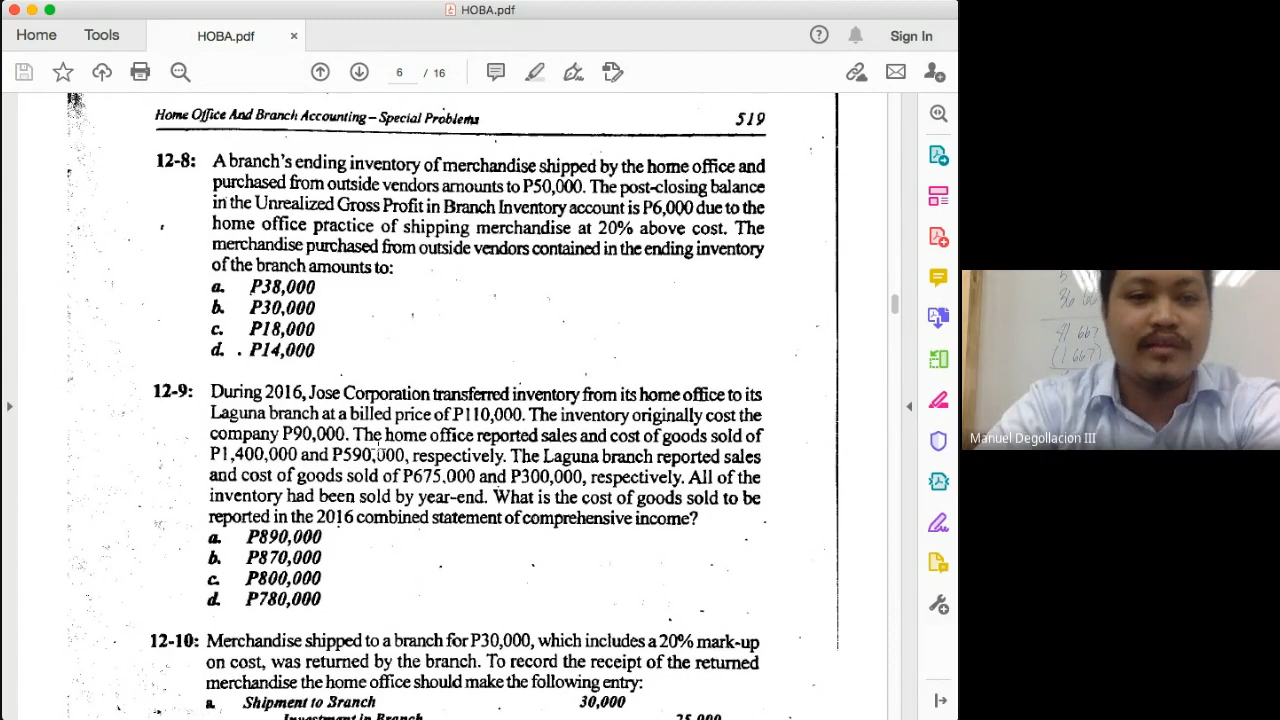 HOBA.pdf
Home
Tools
HOBA.pdf
Sign In
6 / 16
Home Office And Branch Accounting – Special Problems 519
12-8: A branch's ending inventory of merchandise shipped by the home office and
purchased from outside vendors amounts to P50,000. The post-closing balance
in the Unrealized Gross Profit in Branch Inventory account is P6,000 due to the
home office practice of shipping merchandise at 20% above cost. The
merchandise purchased from outside vendors contained in the ending inventory
of the branch amounts to:
a. P38,000
b. P30,000
c. P18,000
d. P14,000
12-9: During 2016, Jose Corporation transferred inventory from its home office to its
Laguna branch at a billed price of P110,000. The inventory originally cost the
company P90,000. The home office reported sales and cost of goods sold of
P1,400,000 and P590,000, respectively. The Laguna branch reported sales
and cost of goods sold of P675,000 and P300,000, respectively. All of the
inventory had been sold by year-end. What is the cost of goods sold to be
reported in the 2016 combined statement of comprehensive income?
a. P890,000
b. P870,000
c. P800,000
d. P780,000
12-10: Merchandise shipped to a branch for P30,000, which includes a 20% mark-up
on cost, was returned by the branch. To record the receipt of the returned
merchandise the home office should make the following entry:
a. Shipment to Branch 30,000
Investment in Branch 25,000
41 667
(1 667)
Manuel Degollacion III